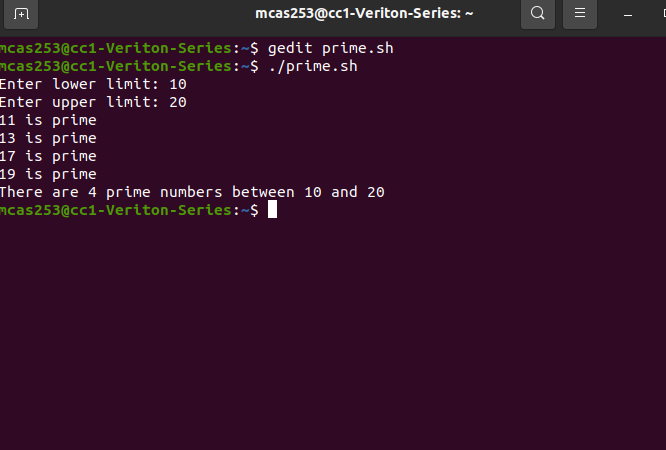 mcas253@cc1-Veriton-Series: ~
mcas253@cc1-Veriton-Series:~$ gedit prime.sh
mcas253@cc1-Veriton-Series:~$ ./prime.sh
Enter lower limit: 10
Enter upper limit: 20
11 is prime
13 is prime
17 is prime
19 is prime
There are 4 prime numbers between 10 and 20
mcas253@cc1-Veriton-Series:~$